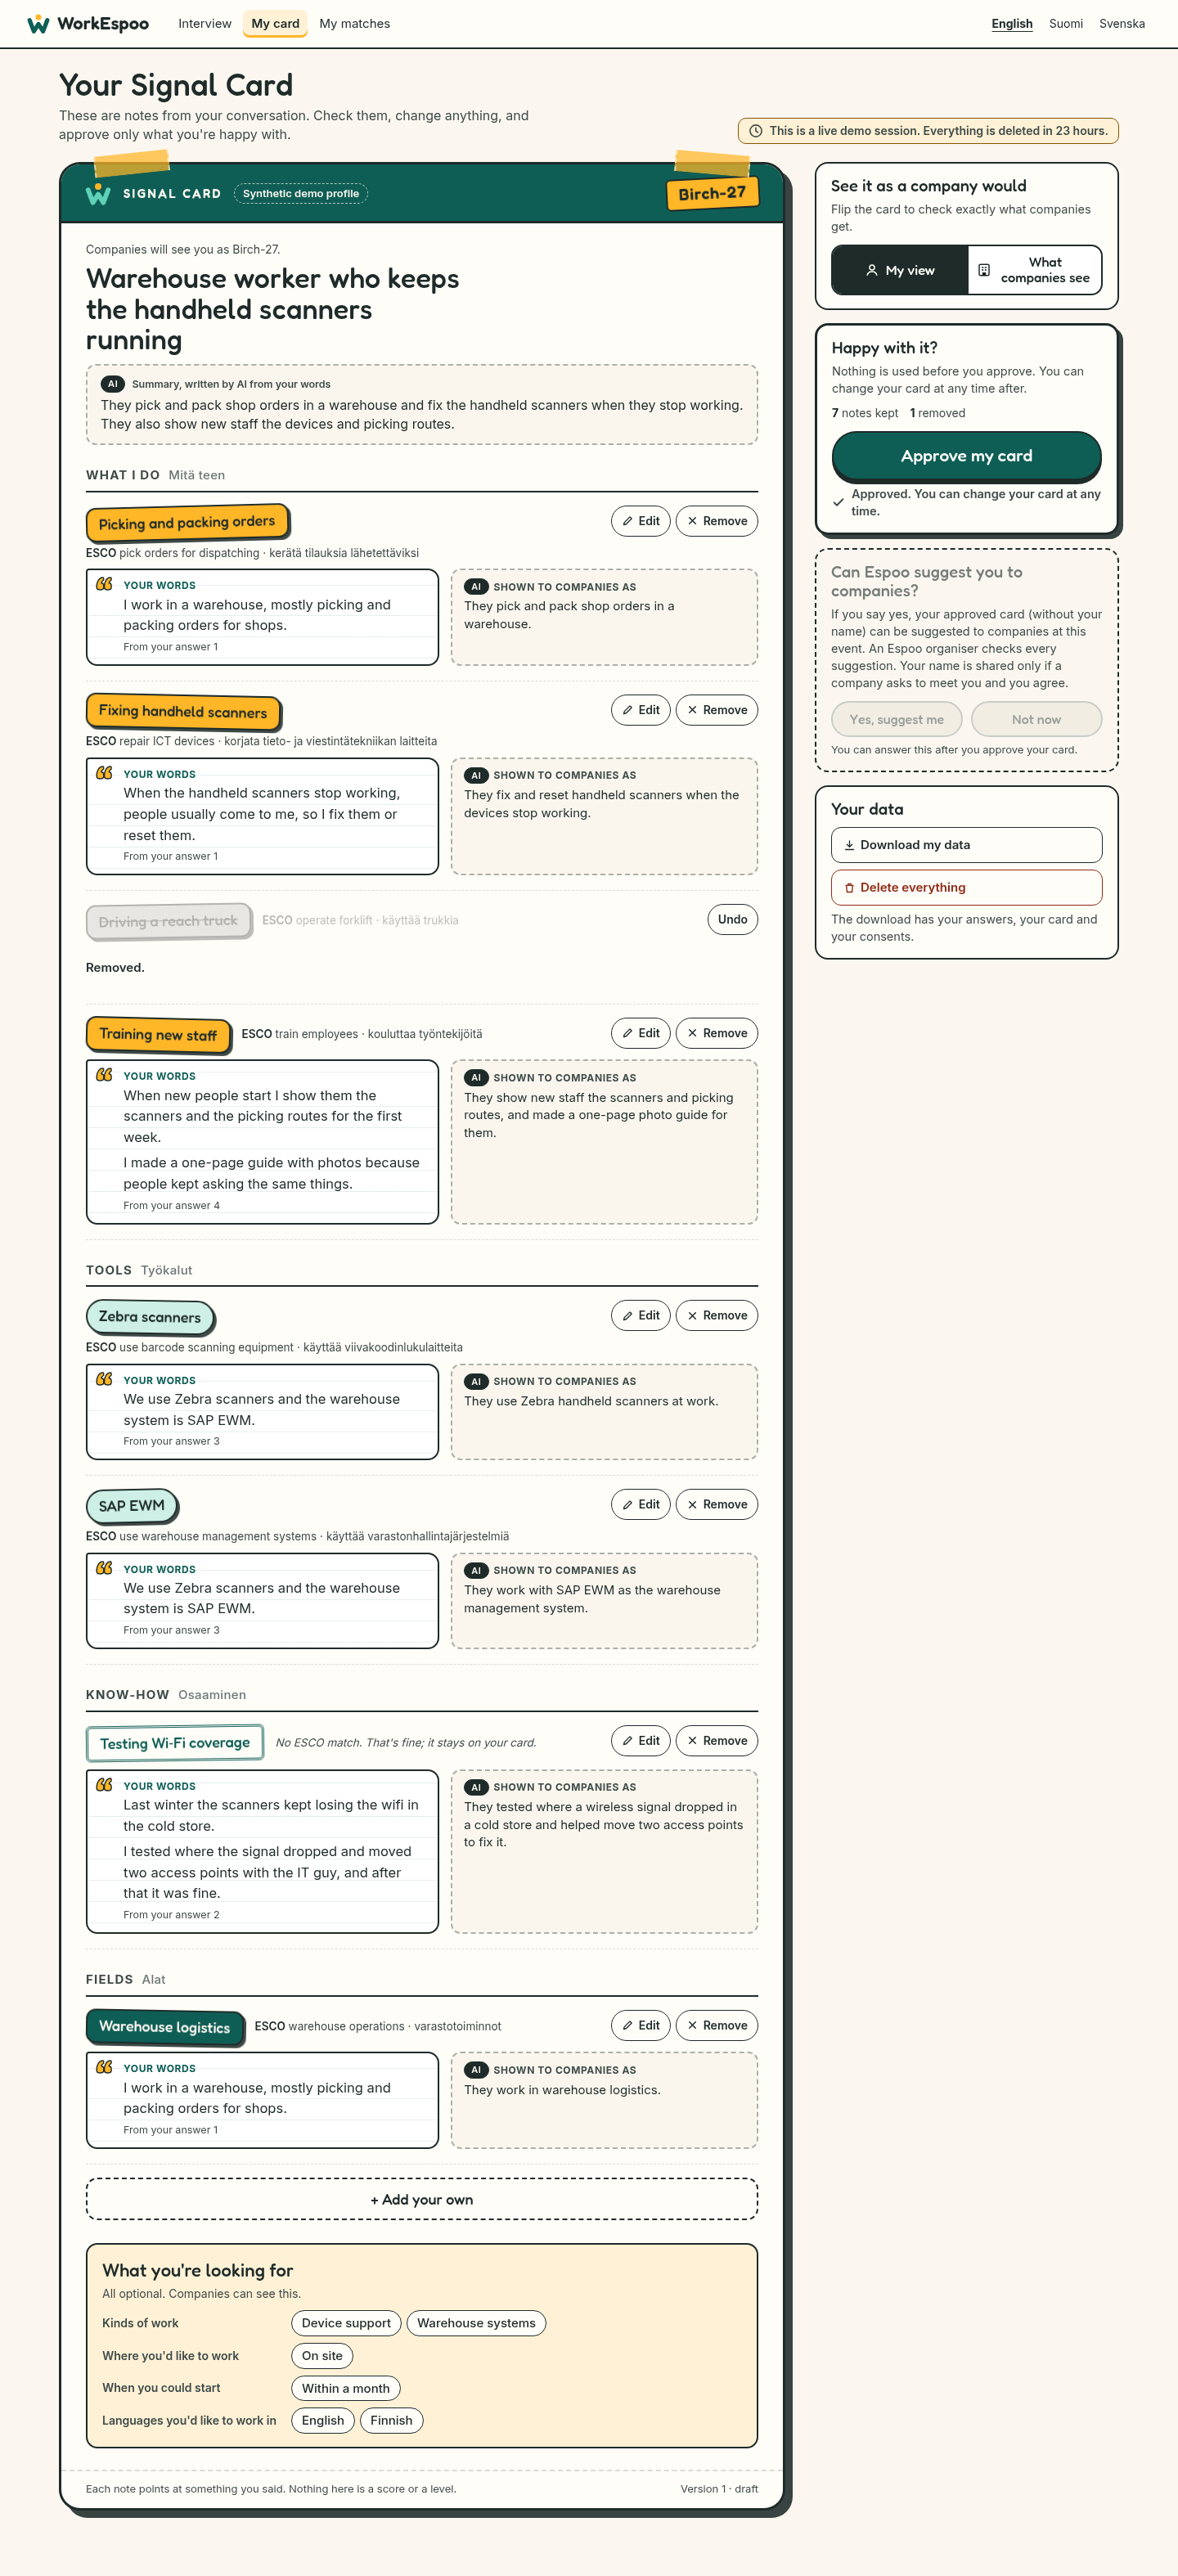 WorkEspoo
Interview
My card
My matches
English
Suomi
Svenska
Your Signal Card
These are notes from your conversation. Check them, change anything, and
approve only what you're happy with.
This is a live demo session. Everything is deleted in 23 hours.
SIGNAL CARD
Synthetic demo profile
Birch-27
Companies will see you as Birch-27.
Warehouse worker who keeps
the handheld scanners
running
AI Summary, written by AI from your words
They pick and pack shop orders in a warehouse and fix the handheld scanners when they stop working.
They also show new staff the devices and picking routes.
WHAT I DO Mitä teen
Picking and packing orders
Edit
Remove
ESCO pick orders for dispatching · kerätä tilauksia lähetettäviksi
YOUR WORDS
I work in a warehouse, mostly picking and
packing orders for shops.
From your answer 1
AI SHOWN TO COMPANIES AS
They pick and pack shop orders in a
warehouse.
Fixing handheld scanners
Edit
Remove
ESCO repair ICT devices · korjata tieto- ja viestintätekniikan laitteita
YOUR WORDS
When the handheld scanners stop working,
people usually come to me, so I fix them or
reset them.
From your answer 1
AI SHOWN TO COMPANIES AS
They fix and reset handheld scanners when the
devices stop working.
Driving a reach truck
ESCO operate forklift · käyttää trukkia
Undo
Removed.
Training new staff
ESCO train employees · kouluttaa työntekijöitä
Edit
Remove
YOUR WORDS
When new people start I show them the
scanners and the picking routes for the first
week.
I made a one-page guide with photos because
people kept asking the same things.
From your answer 4
AI SHOWN TO COMPANIES AS
They show new staff the scanners and picking
routes, and made a one-page photo guide for
them.
TOOLS Työkalut
Zebra scanners
Edit
Remove
ESCO use barcode scanning equipment · käyttää viivakoodinlukulaitteita
YOUR WORDS
We use Zebra scanners and the warehouse
system is SAP EWM.
From your answer 3
AI SHOWN TO COMPANIES AS
They use Zebra handheld scanners at work.
SAP EWM
Edit
Remove
ESCO use warehouse management systems · käyttää varastonhallintajärjestelmiä
YOUR WORDS
We use Zebra scanners and the warehouse
system is SAP EWM.
From your answer 3
AI SHOWN TO COMPANIES AS
They work with SAP EWM as the warehouse
management system.
KNOW-HOW Osaaminen
Testing Wi-Fi coverage
No ESCO match. That's fine; it stays on your card.
Edit
Remove
YOUR WORDS
Last winter the scanners kept losing the wifi in
the cold store.
I tested where the signal dropped and moved
two access points with the IT guy, and after
that it was fine.
From your answer 2
AI SHOWN TO COMPANIES AS
They tested where a wireless signal dropped in
a cold store and helped move two access points
to fix it.
FIELDS Alat
Warehouse logistics
ESCO warehouse operations · varastotoiminnot
Edit
Remove
YOUR WORDS
I work in a warehouse, mostly picking and
packing orders for shops.
From your answer 1
AI SHOWN TO COMPANIES AS
They work in warehouse logistics.
+ Add your own
What you're looking for
All optional. Companies can see this.
Kinds of work
Device support
Warehouse systems
Where you'd like to work
On site
When you could start
Within a month
Languages you'd like to work in
English
Finnish
Each note points at something you said. Nothing here is a score or a level.
Version 1 · draft
See it as a company would
Flip the card to check exactly what companies
get.
My view
What
companies see
Happy with it?
Nothing is used before you approve. You can
change your card at any time after.
7 notes kept 1 removed
Approve my card
Approved. You can change your card at any
time.
Can Espoo suggest you to
companies?
If you say yes, your approved card (without your
name) can be suggested to companies at this
event. An Espoo organiser checks every
suggestion. Your name is shared only if a
company asks to meet you and you agree.
Yes, suggest me
Not now
You can answer this after you approve your card.
Your data
Download my data
Delete everything
The download has your answers, your card and
your consents.